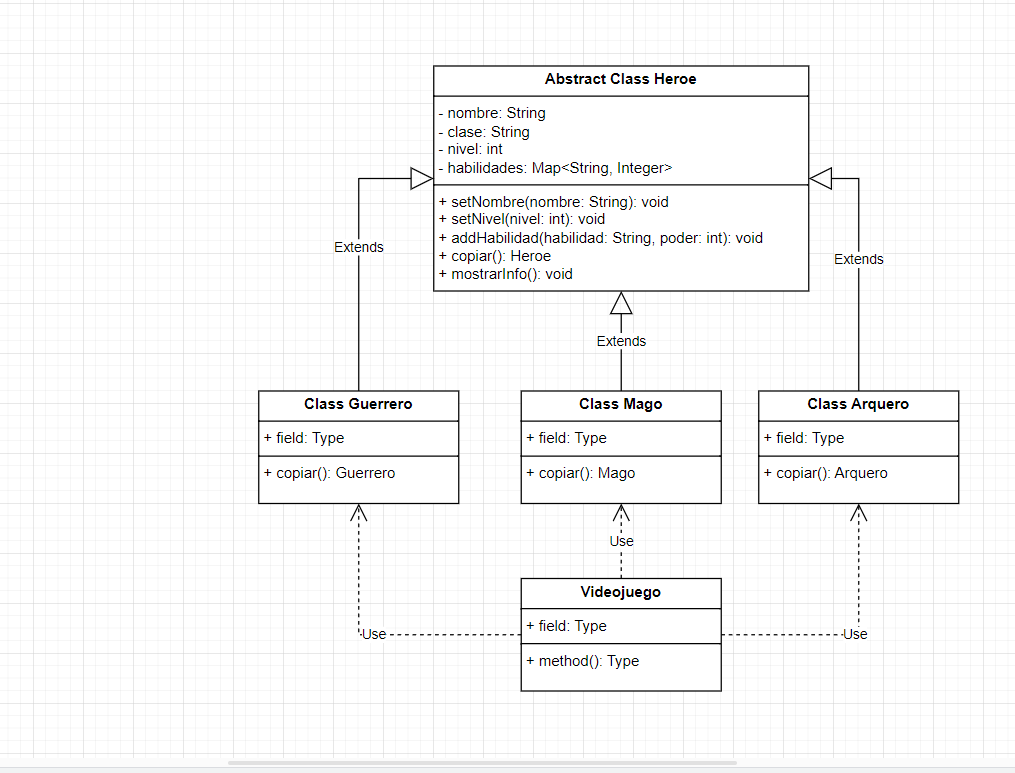 Abstract Class Heroe
- nombre: String
- clase: String
- nivel: int
- habilidades: Map<String, Integer>
+ setNombre(nombre: String): void
+ setNivel(nivel: int): void
+ addHabilidad(habilidad: String, poder: int): void
+ copiar(): Heroe
+ mostrarInfo(): void
Extends
Extends
Extends
Class Guerrero
+ field: Type
+ copiar(): Guerrero
Class Mago
+ field: Type
+ copiar(): Mago
Class Arquero
+ field: Type
+ copiar(): Arquero
Use
Use
Use
Videojuego
+ field: Type
+ method(): Type